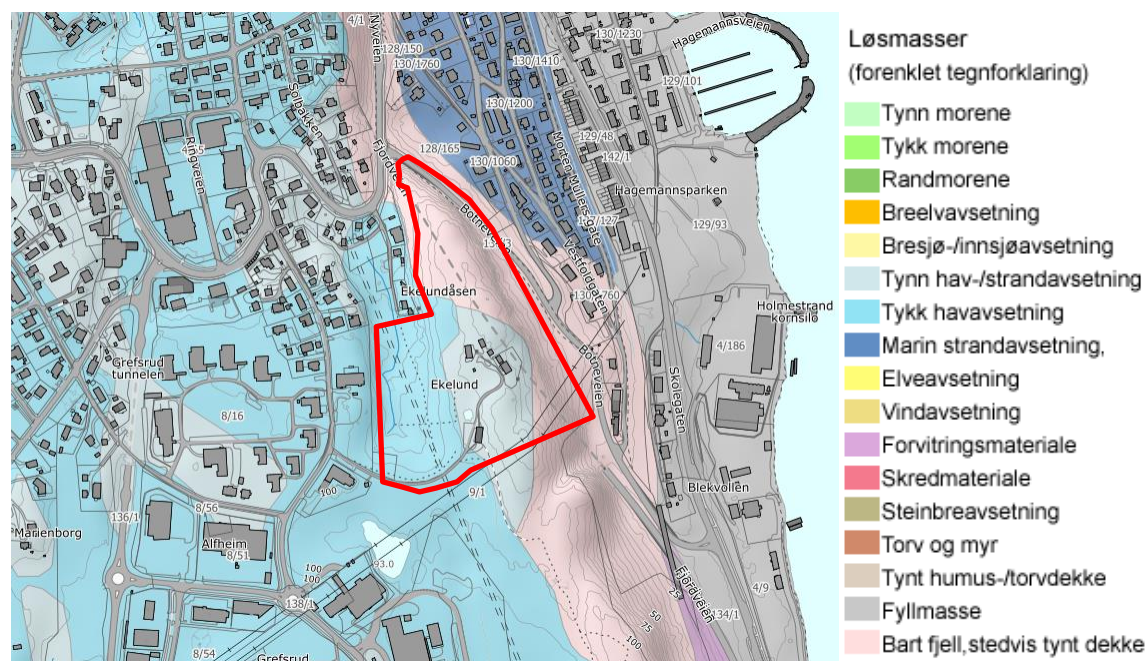 4/1
Nyveien
128/150
130/1760
130/1410
130/1230
Hagemannsveien
129/101
Solbakken
Ringveien
130/1200
129/48
142/1
Fjordveien
128/165
130/1060
Morten Müllers gate
Hagemannsparken
129/93
Botneveien
Vestfoldgaten
Ekelundåsen
130/1760
Holmestrand
kornsilo
4/186
Grefsrud
tunnelen
Ekelund
Botneveien
Skolegaten
8/16
100
9/1
Blekvollen
136/1
8/56
Marienborg
Alfheim
8/51
93.0
100
100
138/1
Fjordveien
25
134/1
4/9
50
75
100
8/54
Grefsrud
Løsmasser
(forenklet tegnforklaring)
Tynn morene
Tykk morene
Randmorene
Breelvavsetning
Bresjø-/innsjøavsetning
Tynn hav-/strandavsetning
Tykk havavsetning
Marin strandavsetning,
Elveavsetning
Vindavsetning
Forvitringsmateriale
Skredmateriale
Steinbreavsetning
Torv og myr
Tynt humus-/torvdekke
Fyllmasse
Bart fjell,stedvis tynt dekke